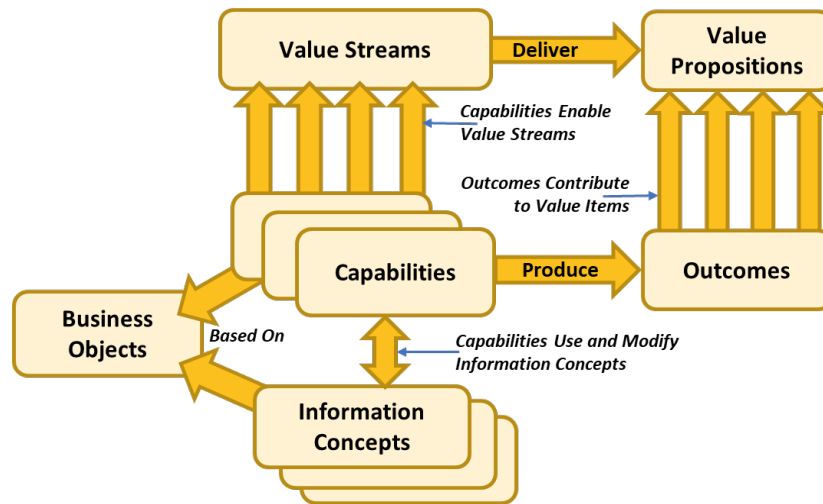 Value Streams
Deliver
Value
Propositions
Capabilities Enable
Value Streams
Outcomes Contribute
to Value Items
Capabilities
Produce
Outcomes
Business
Objects
Based On
Capabilities Use and Modify
Information Concepts
Information
Concepts